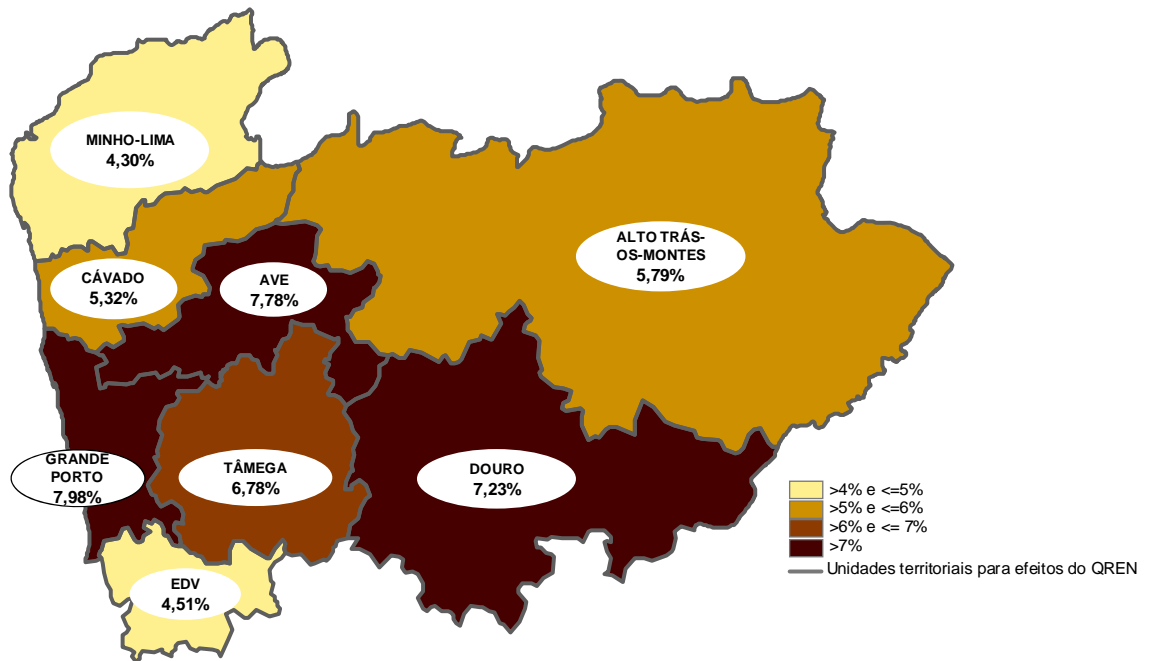 MINHO-LIMA
4,30%
ALTO TRÁS-
OS-MONTES
5,79%
CÁVADO
5,32%
AVE
7,78%
GRANDE
PORTO
7,98%
TÂMEGA
6,78%
DOURO
7,23%
EDV
4,51%
>4% e <=5%
>5% e <=6%
>6% e <= 7%
>7%
Unidades territoriais para efeitos do QREN